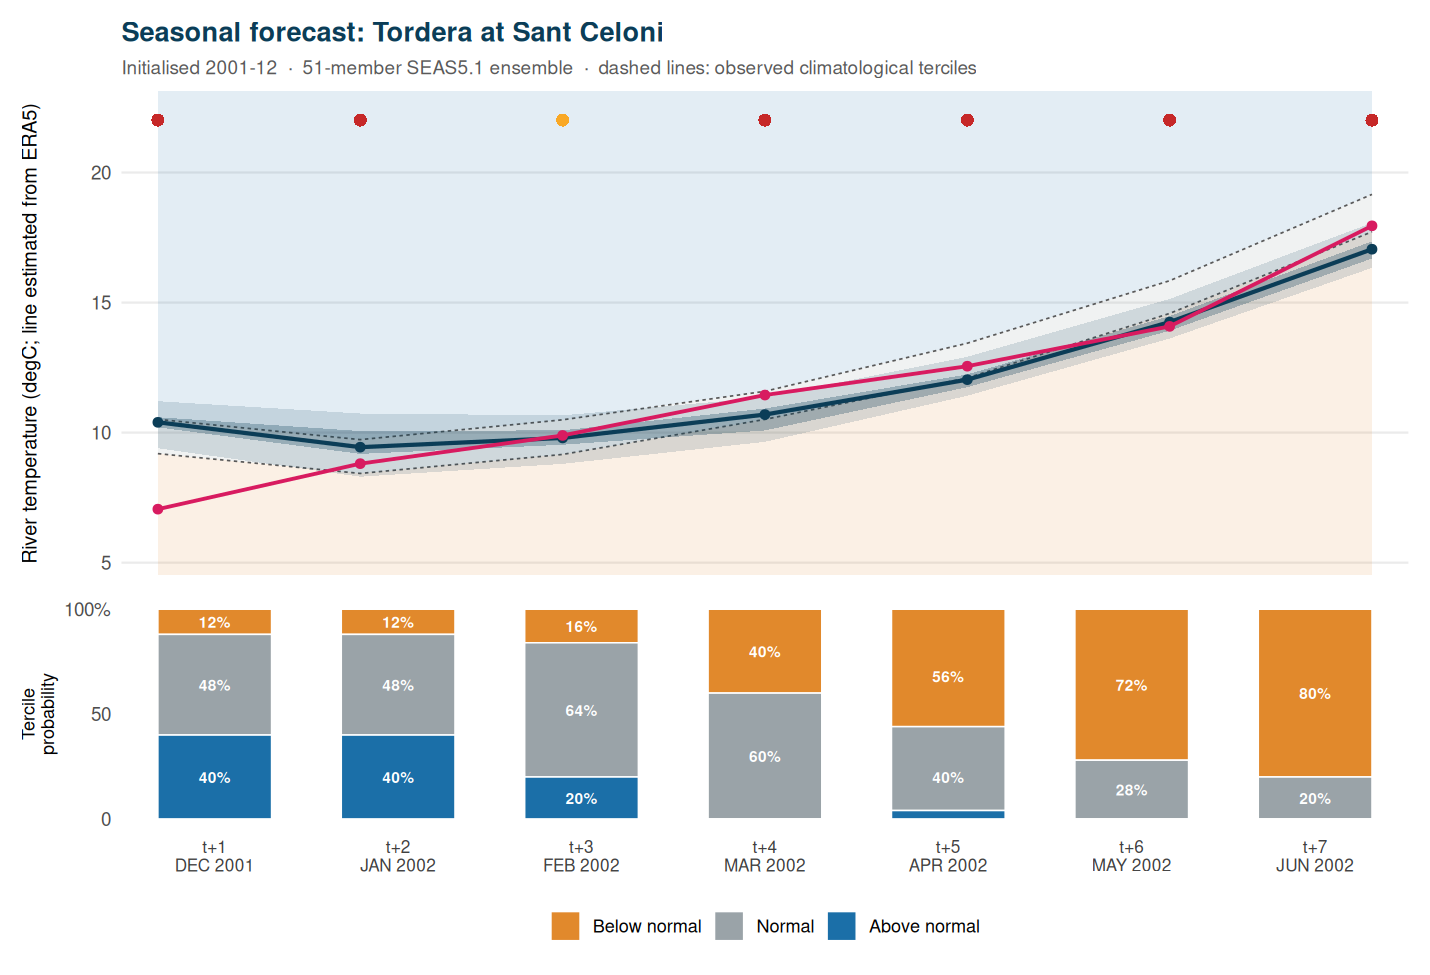 Seasonal forecast: Tordera at Sant Celoni
Initialised 2001-12 · 51-member SEAS5.1 ensemble · dashed lines: observed climatological terciles
River temperature (degC; line estimated from ERA5)
20
15
10
5
Tercile
probability
100%
50
0
12% 12% 16% 40% 56% 72% 80%
48% 48% 64% 60% 40% 28% 20%
40% 40% 20%
t+1 t+2 t+3 t+4 t+5 t+6 t+7
DEC 2001 JAN 2002 FEB 2002 MAR 2002 APR 2002 MAY 2002 JUN 2002
Below normal Normal Above normal